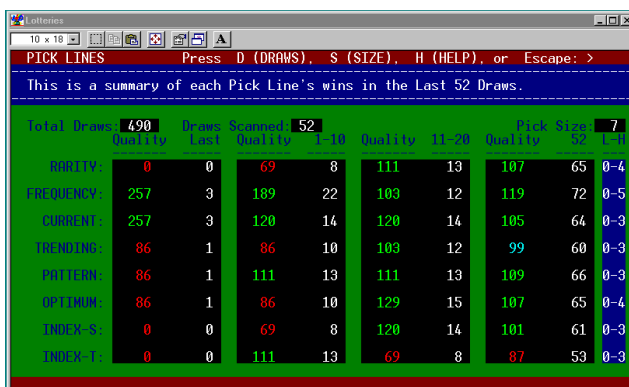 Lotteries
10 x 18
A
PICK LINES Press D (DRAWS), S (SIZE), H (HELP), or Escape: >
This is a summary of each Pick Line's wins in the Last 52 Draws.
Total Draws: 490 Draws Scanned: 52 Pick Size: 7
Quality Last Quality 1-10 Quality 11-20 Quality 52 L-H
RARITY: 0 0 69 8 111 13 107 65 0-4
FREQUENCY: 257 3 189 22 103 12 119 72 0-5
CURRENT: 257 3 120 14 120 14 105 64 0-3
TRENDING: 86 1 86 10 103 12 99 60 0-3
PATTERN: 86 1 111 13 111 13 109 66 0-3
OPTIMUM: 86 1 86 10 129 15 107 65 0-4
INDEX-S: 0 0 69 8 120 14 101 61 0-3
INDEX-T: 0 0 111 13 69 8 87 53 0-3